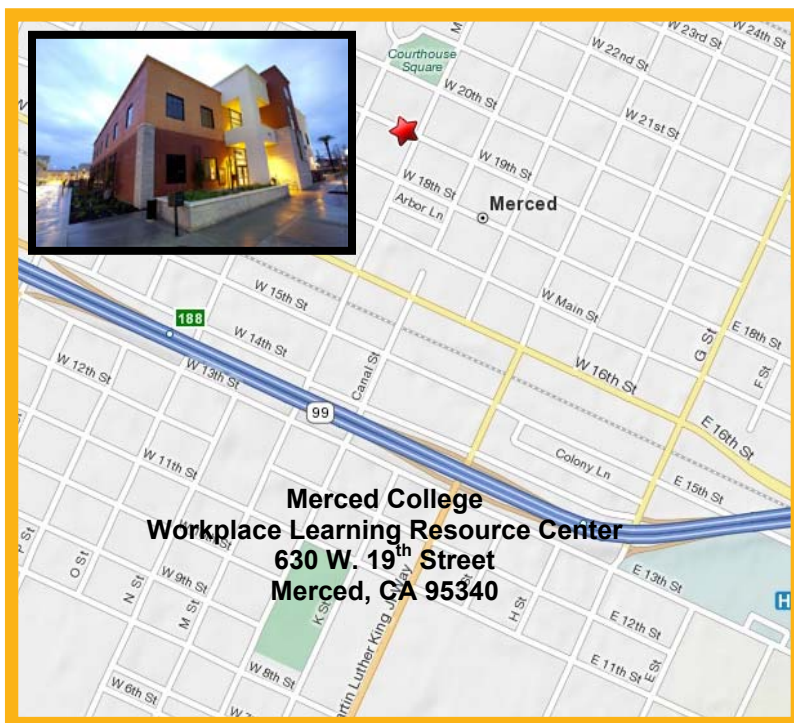 W 23rd St
W 24th St
M
Courthouse
Square
W 22nd St
W 20th St
W 21st St
W 19th St
W 18th St
Arbor Ln
Merced
W 15th St
W Main St
188
W 14th St
E 18th St
G St
F St
W 12th St
W 13th St
Canal St
W 16th St
99
E 16th St
Colony Ln
W 11th St
E 15th St
Merced College
Workplace Learning Resource Center
630 W. 19th Street
Merced, CA 95340
P St
O St
N St
M St
W 9th St
K St
H St
E 13th St
H
E 12th St
E 11th St
E St
W 8th St
W 6th St
W 7
artin Luther King Jr Way